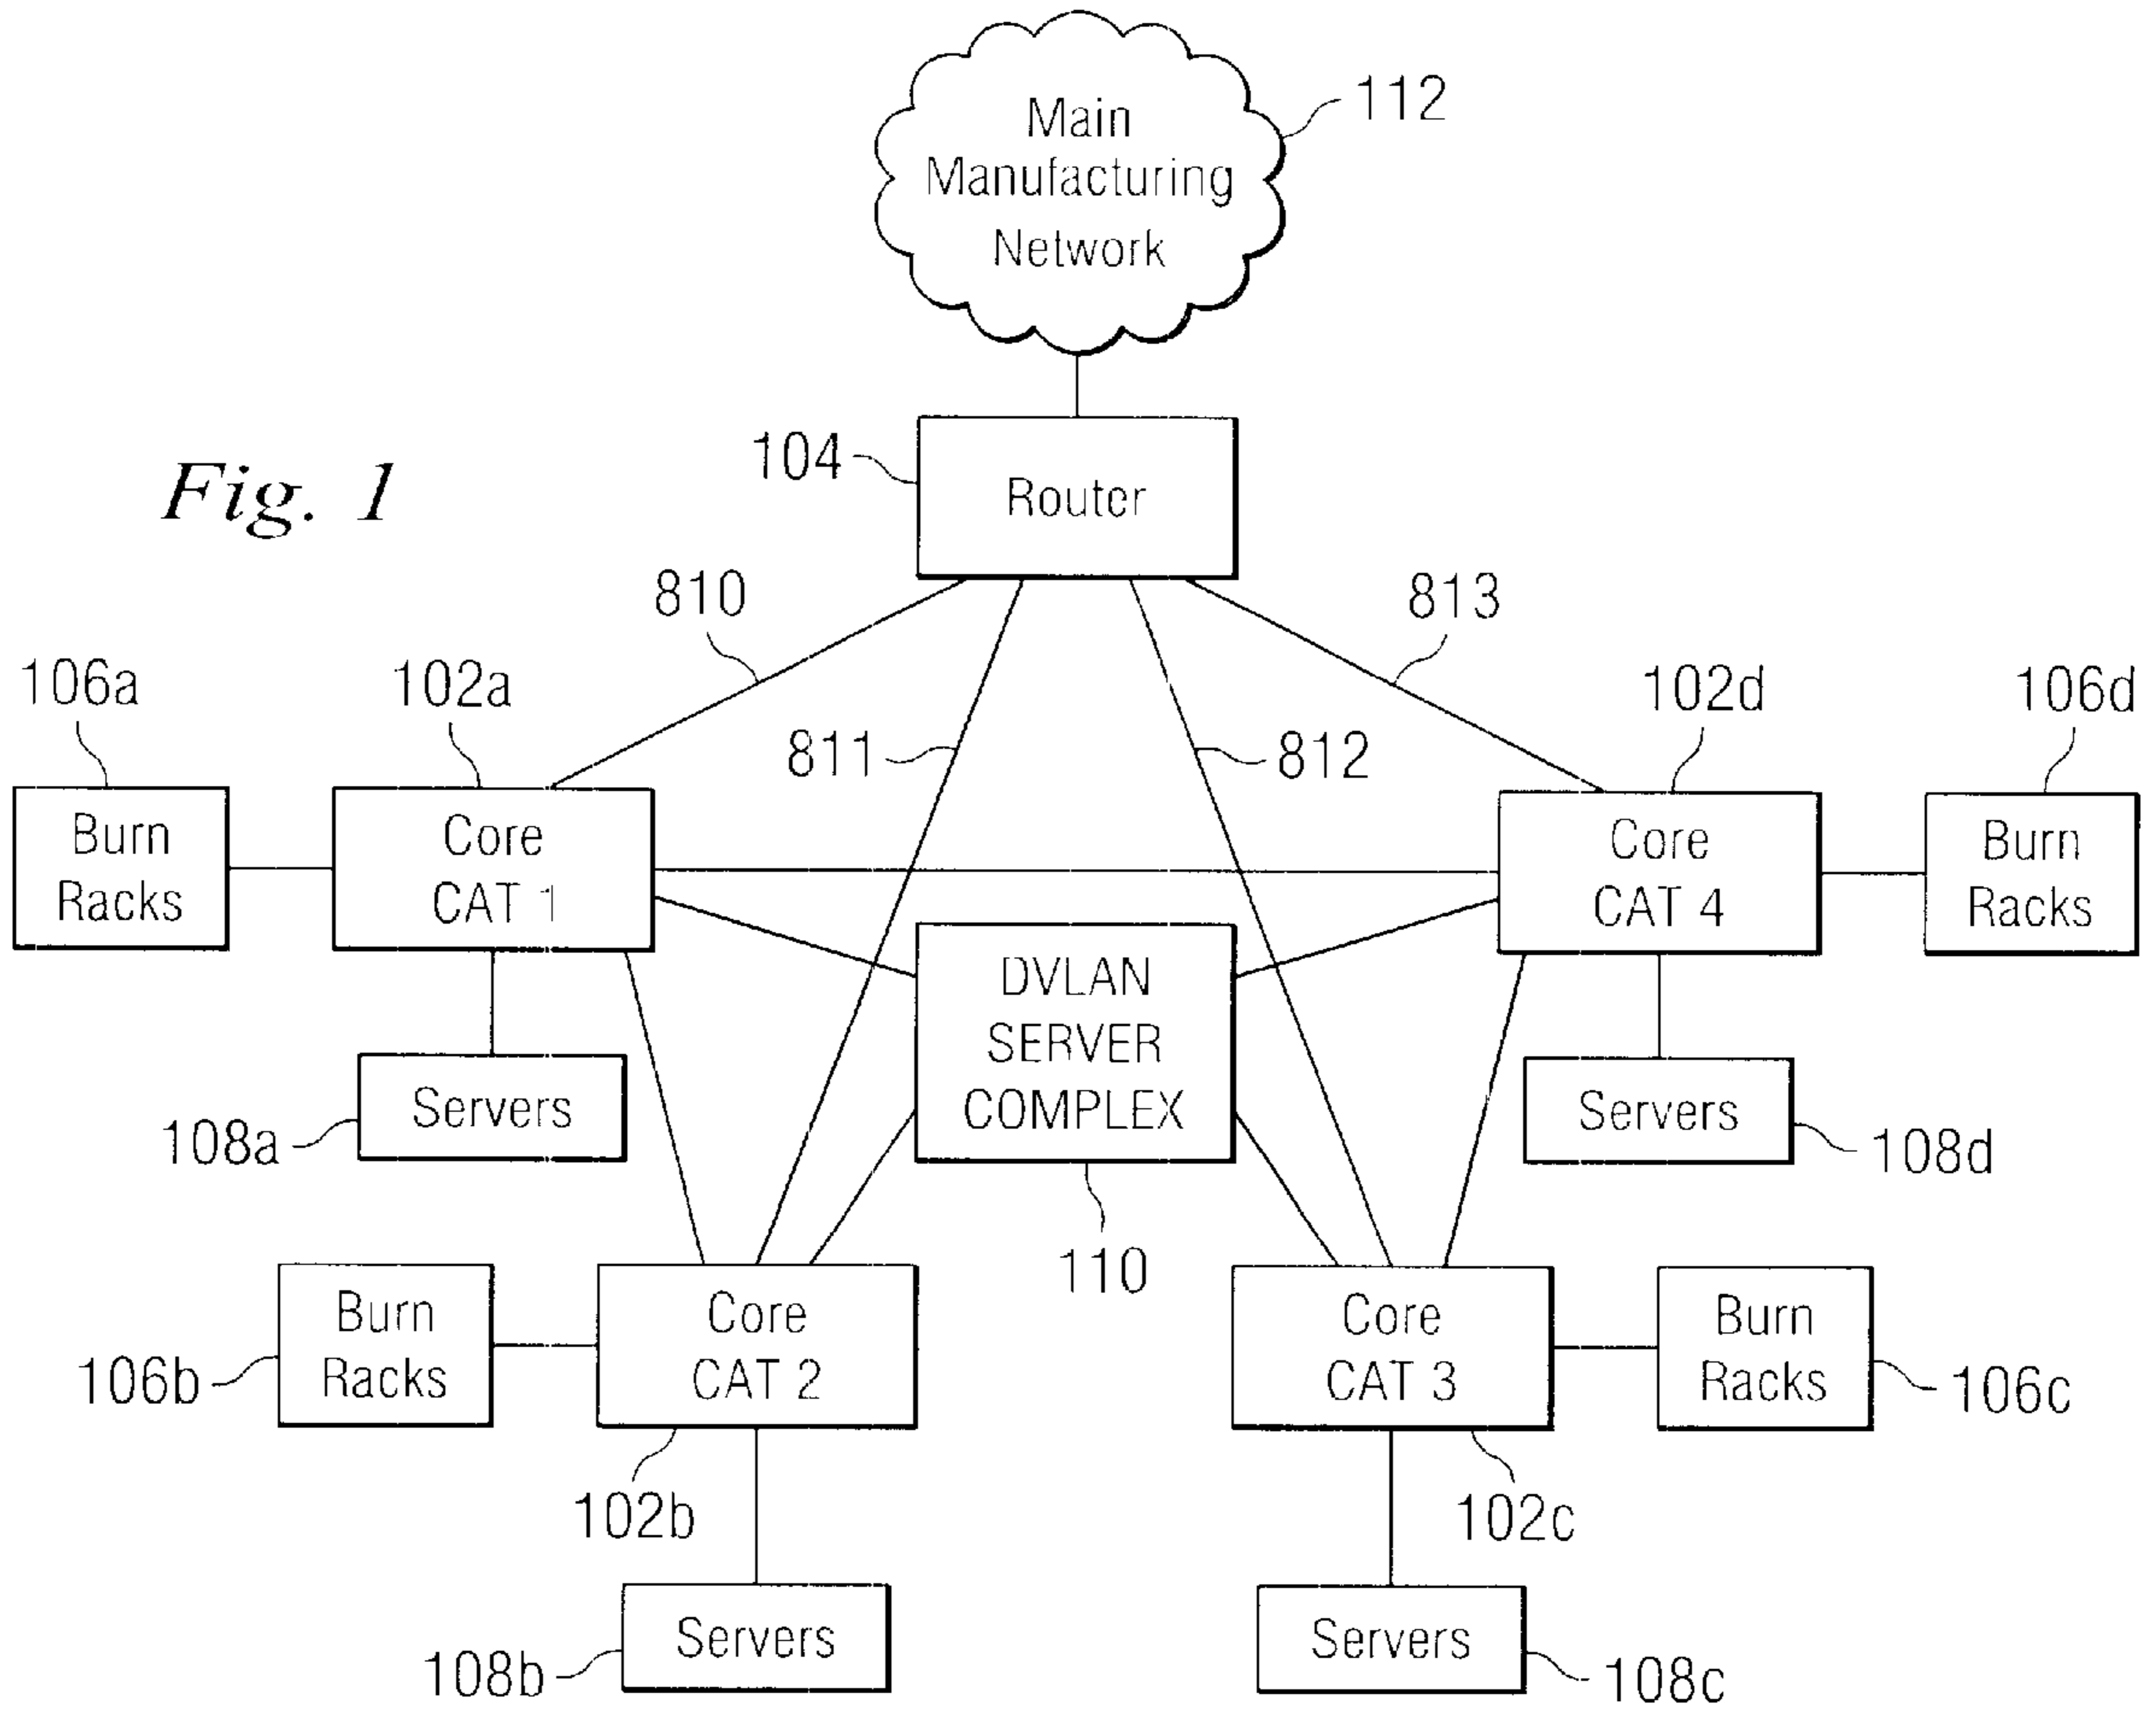 112
Main
Manufacturing
Network
104
Router
Fig. 1
810
813
106a
102a
102d
106d
811
812
Burn
Racks
Core
CAT 1
Core
CAT 4
Burn
Racks
DVLAN
SERVER
COMPLEX
Servers
108a
Servers
108d
110
Burn
Racks
106b
Core
CAT 2
Core
CAT 3
Burn
Racks
106c
102b
102c
Servers
108b
Servers
108c